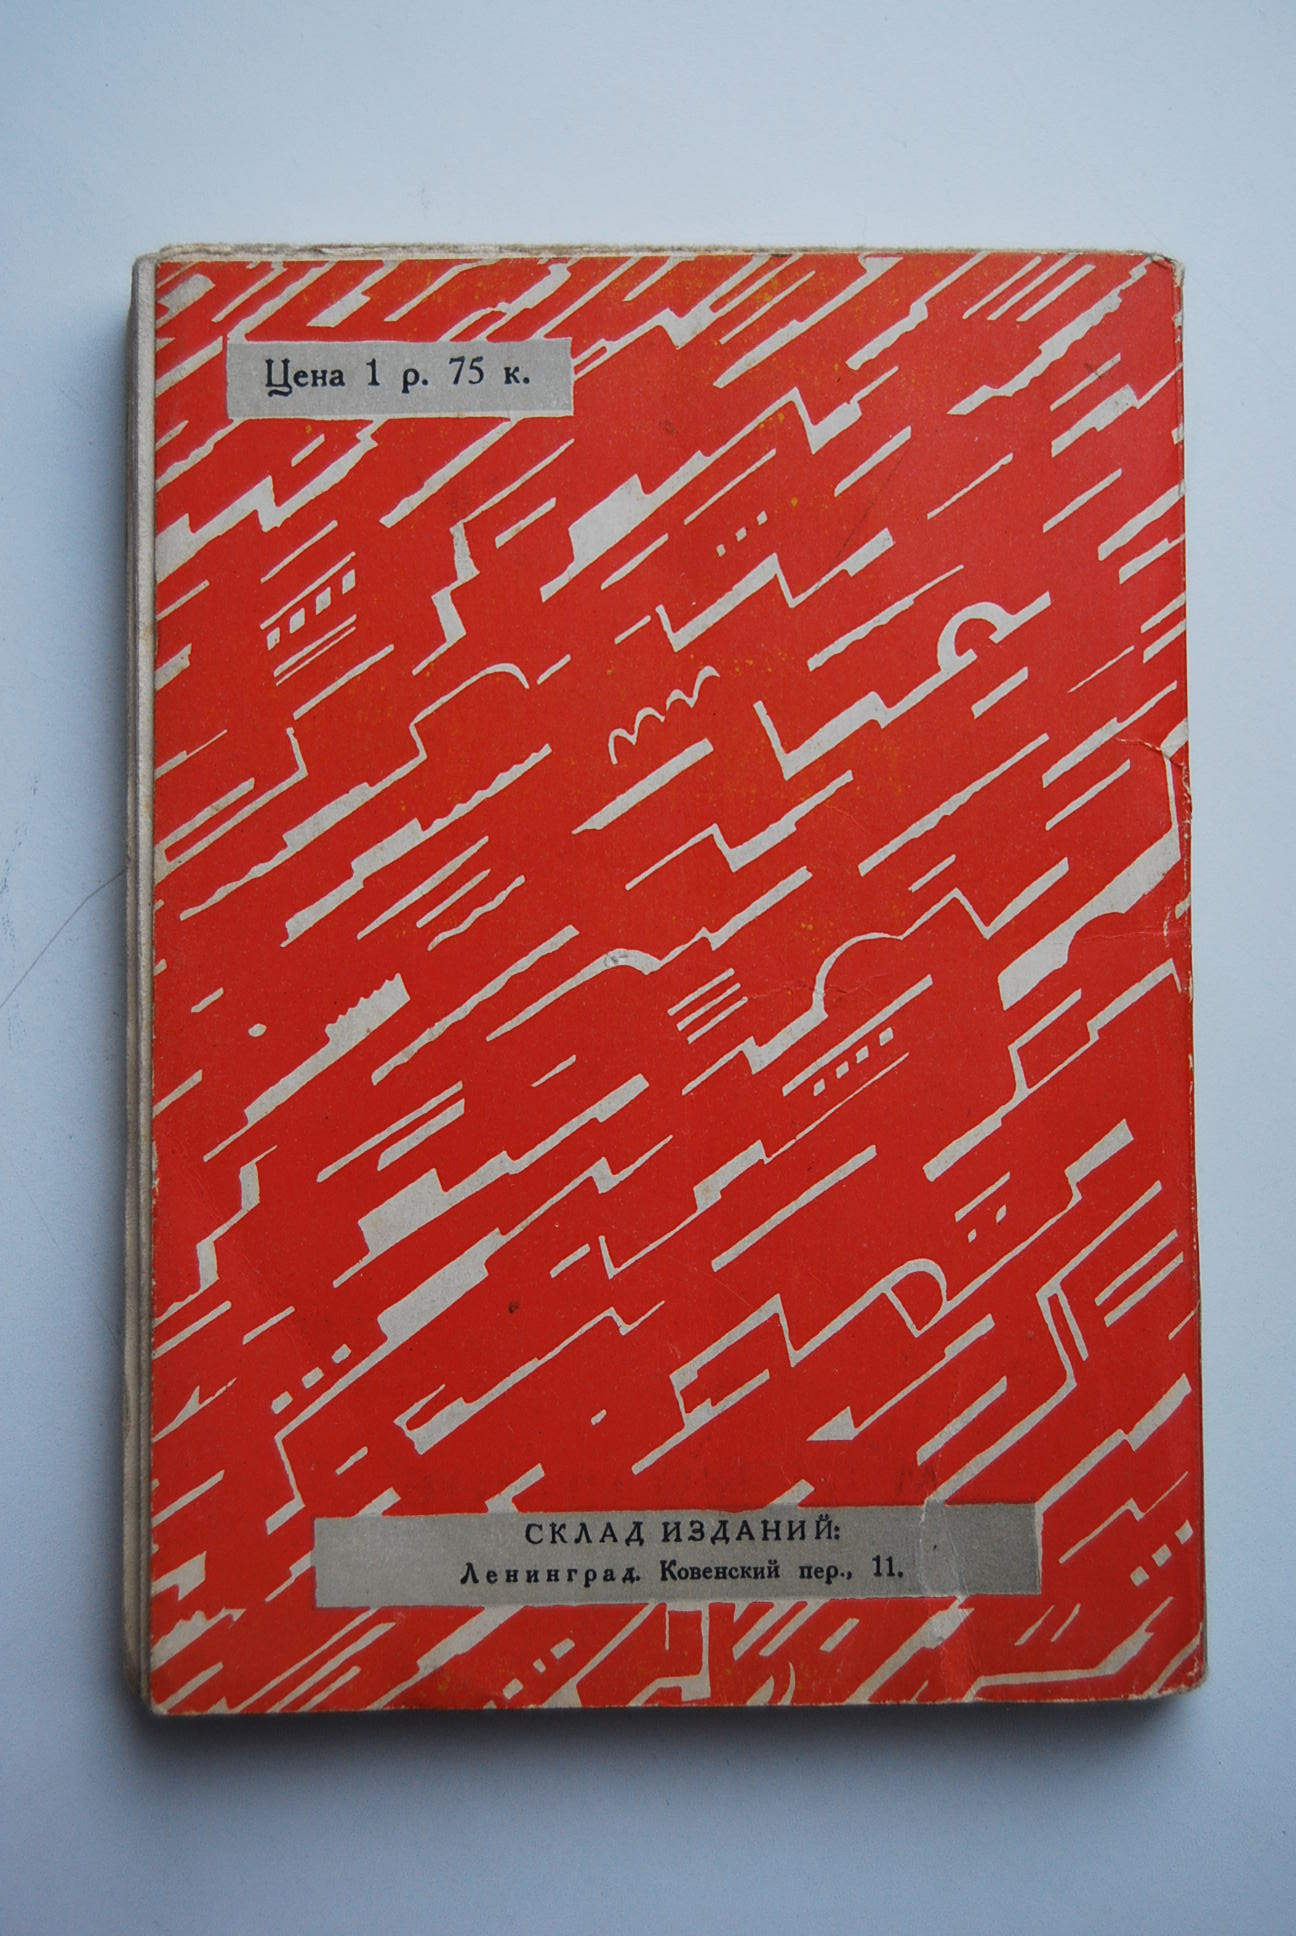 Цена 1 р. 75 к.
СКЛАД ИЗДАНИЙ:
Ленинград. Ковенский пер., 11.